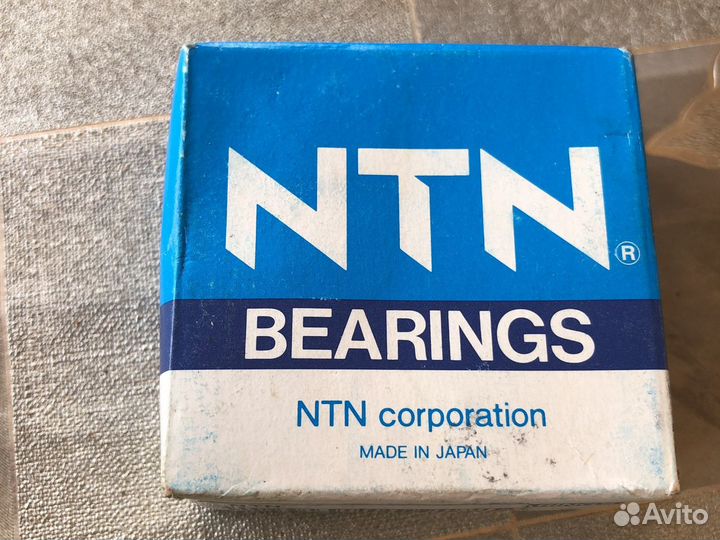 NTN®
BEARINGS
NTN corporation
MADE IN JAPAN
Avito